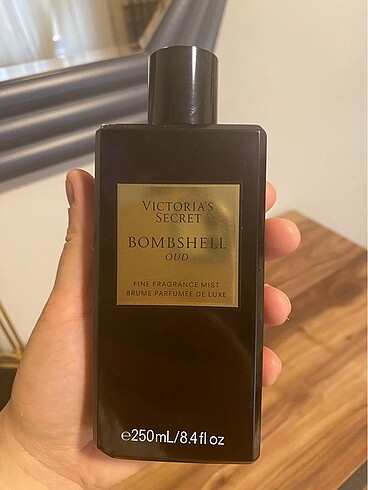 VICTORIA'S
SECRET
BOMBSHELL
OUD
FINE FRAGRANCE MIST
BRUME PARFUMÉE DE LUXE
℮250mL/8.4fl oz